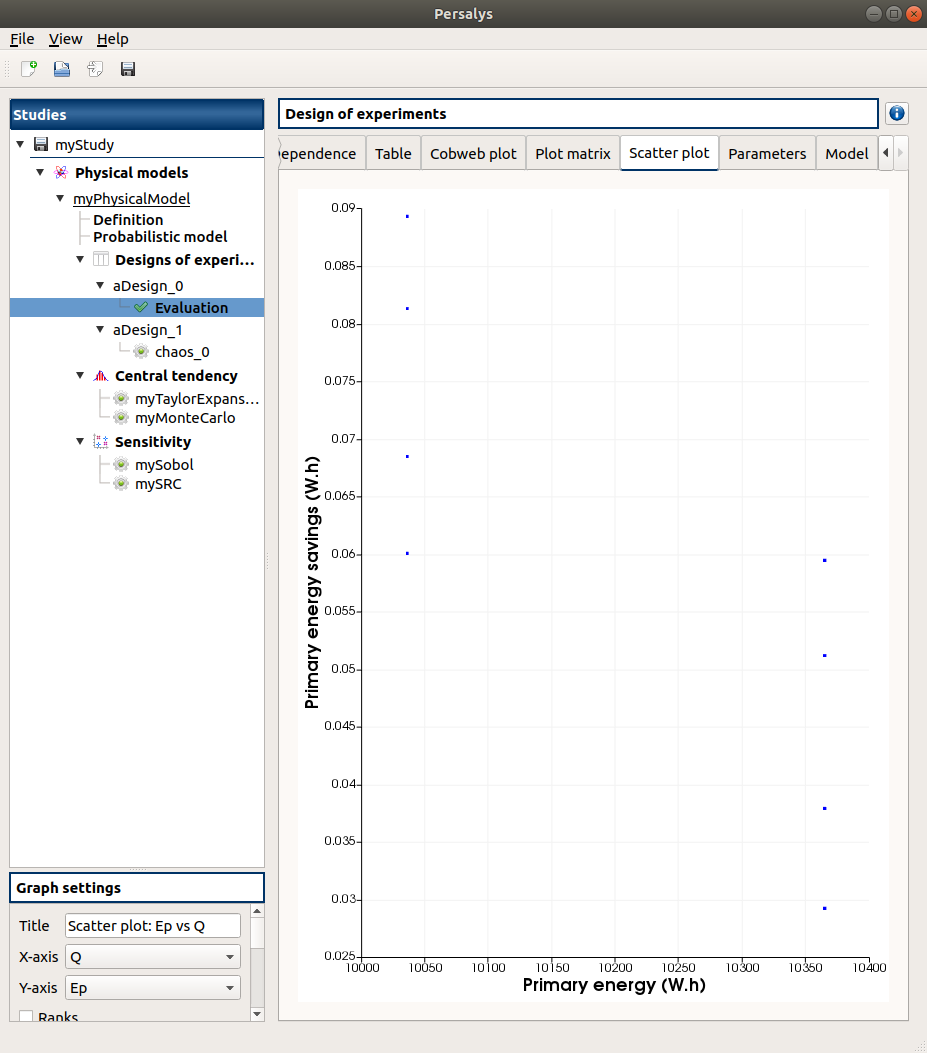 Persalys
File View Help
Studies
myStudy
Physical models
myPhysicalModel
Definition
Probabilistic model
Designs of experi...
aDesign_0
Evaluation
aDesign_1
chaos_0
Central tendency
myTaylorExpans...
myMonteCarlo
Sensitivity
mySobol
mySRC
Graph settings
Title Scatter plot: Ep vs Q
X-axis Q
Y-axis Ep
Ranks
Design of experiments
ependence Table Cobweb plot Plot matrix Scatter plot Parameters Model
Primary energy savings (W.h)
0.09
0.085
0.08
0.075
0.07
0.065
0.06
0.055
0.05
0.045
0.04
0.035
0.03
0.025
10000 10050 10100 10150 10200 10250 10300 10350 10400
Primary energy (W.h)